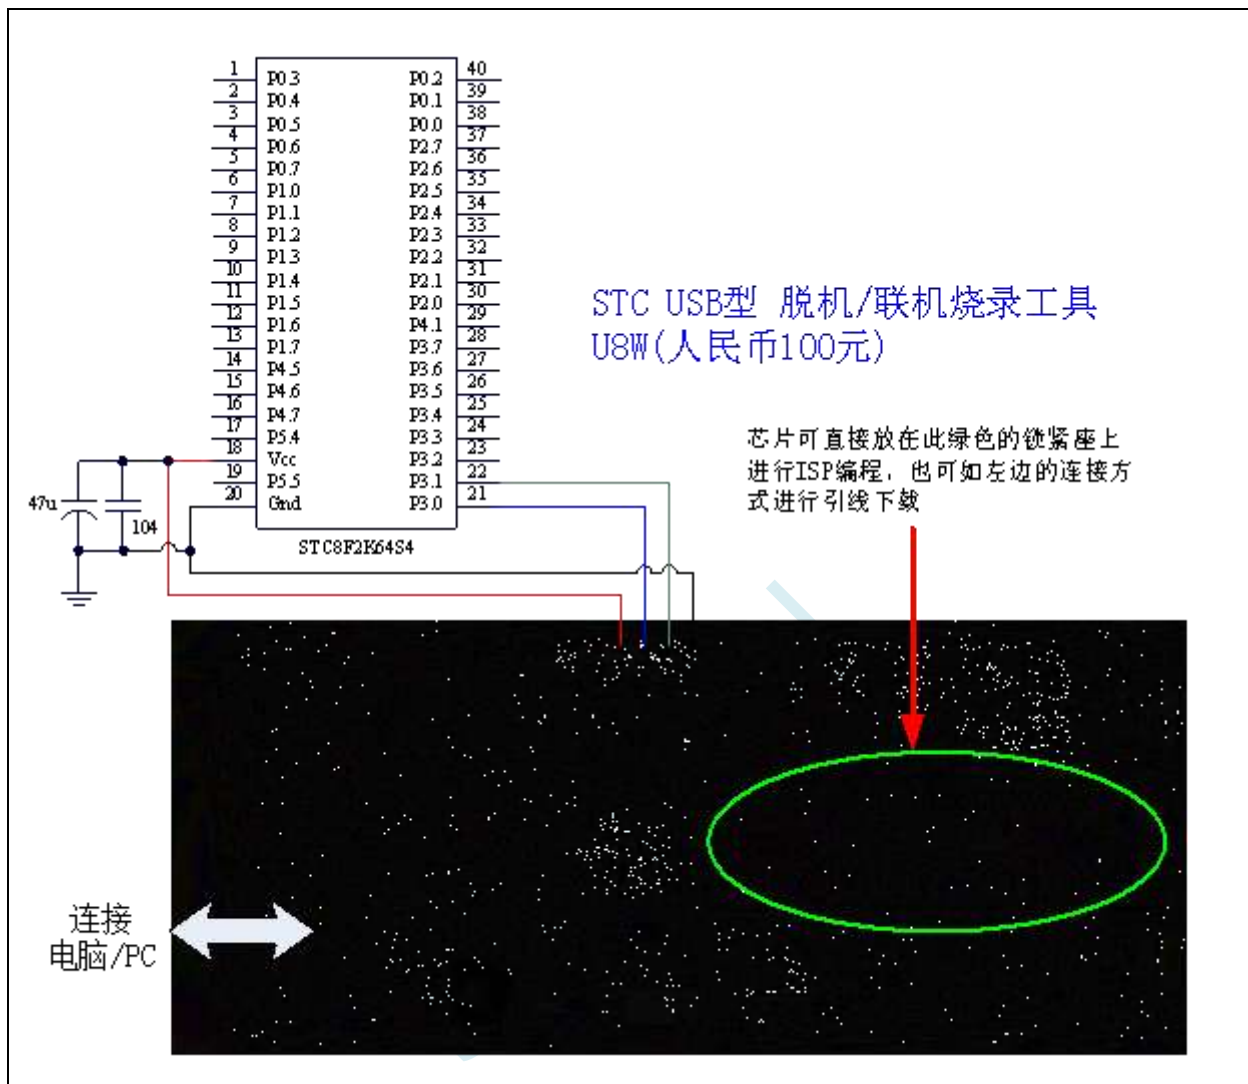 1 P0.3 P0.2 40
2 P0.4 P0.1 39
3 P0.5 P0.0 38
4 P0.6 P2.7 37
5 P0.7 P2.6 36
6 P1.0 P2.5 35
7 P1.1 P2.4 34
8 P1.2 P2.3 33
9 P1.3 P2.2 32
10 P1.4 P2.1 31
11 P1.5 P2.0 30
12 P1.6 P4.1 29
13 P1.7 P3.7 28
14 P4.5 P3.6 27
15 P4.6 P3.5 26
16 P4.7 P3.4 25
17 P5.4 P3.3 24
18 Vcc P3.2 23
19 P5.5 P3.1 22
20 Gnd P3.0 21
47u
104
STC8F2K64S4
STC USB型 脱机/联机烧录工具
U8W(人民币100元)
芯片可直接放在此绿色的锁紧座上
进行ISP编程，也可如左边的连接方
式进行引线下载
连接
电脑/PC